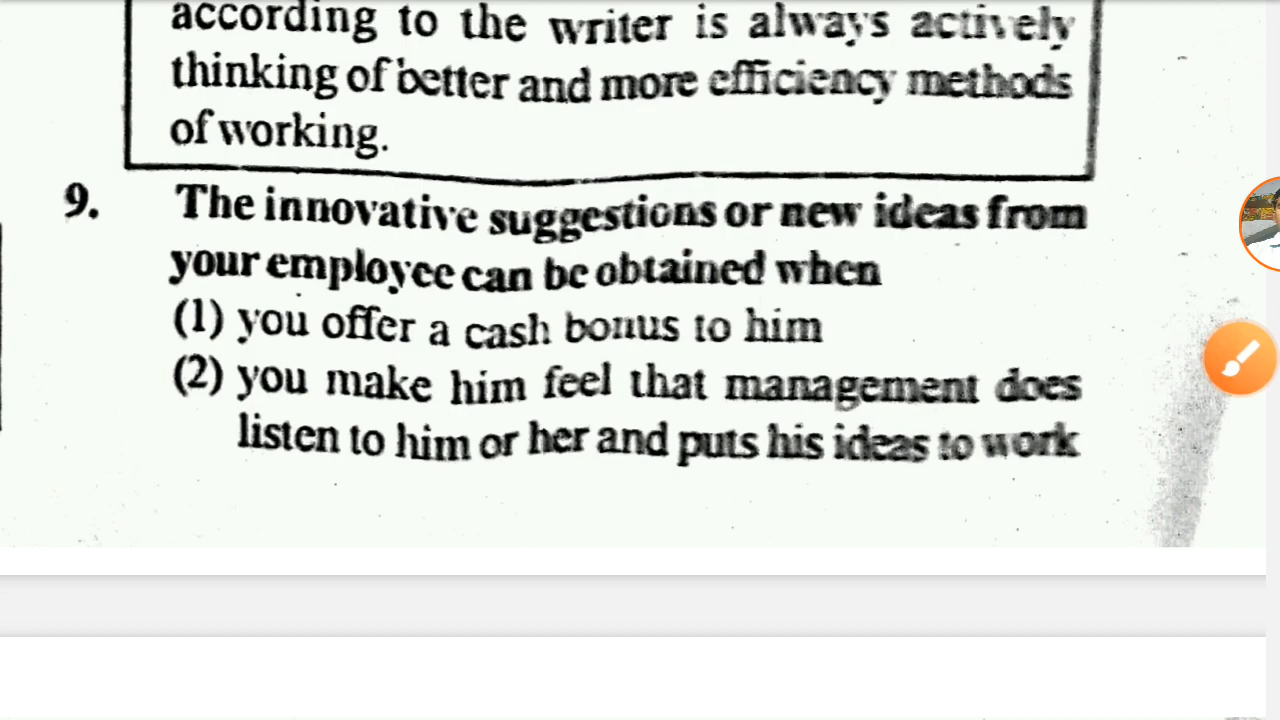 according to the writer is always actively
thinking of better and more efficiency methods
of working.
9. The innovative suggestions or new ideas from
your employee can be obtained when
(1) you offer a cash bonus to him
(2) you make him feel that management does
listen to him or her and puts his ideas to work